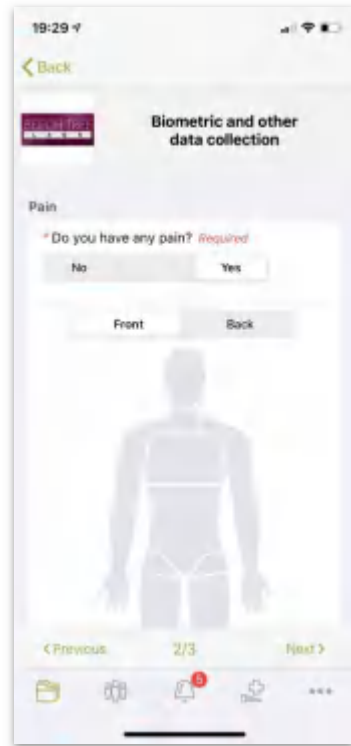 19:29
Back
Biometric and other
data collection
Pain
* Do you have any pain? Required
No Yes
Front Back
Previous 2/3 Next
5